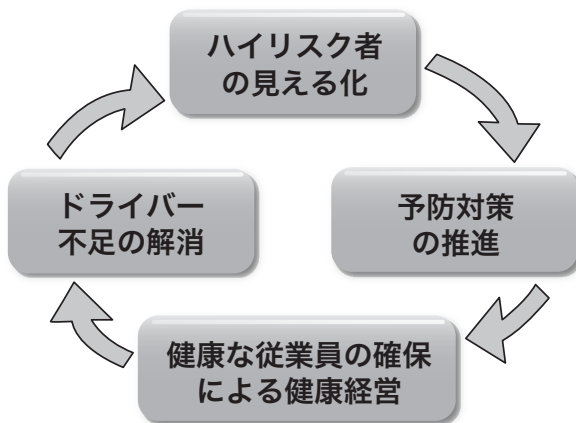 ハイリスク者
の見える化
予防対策
の推進
健康な従業員の確保
による健康経営
ドライバー
不足の解消